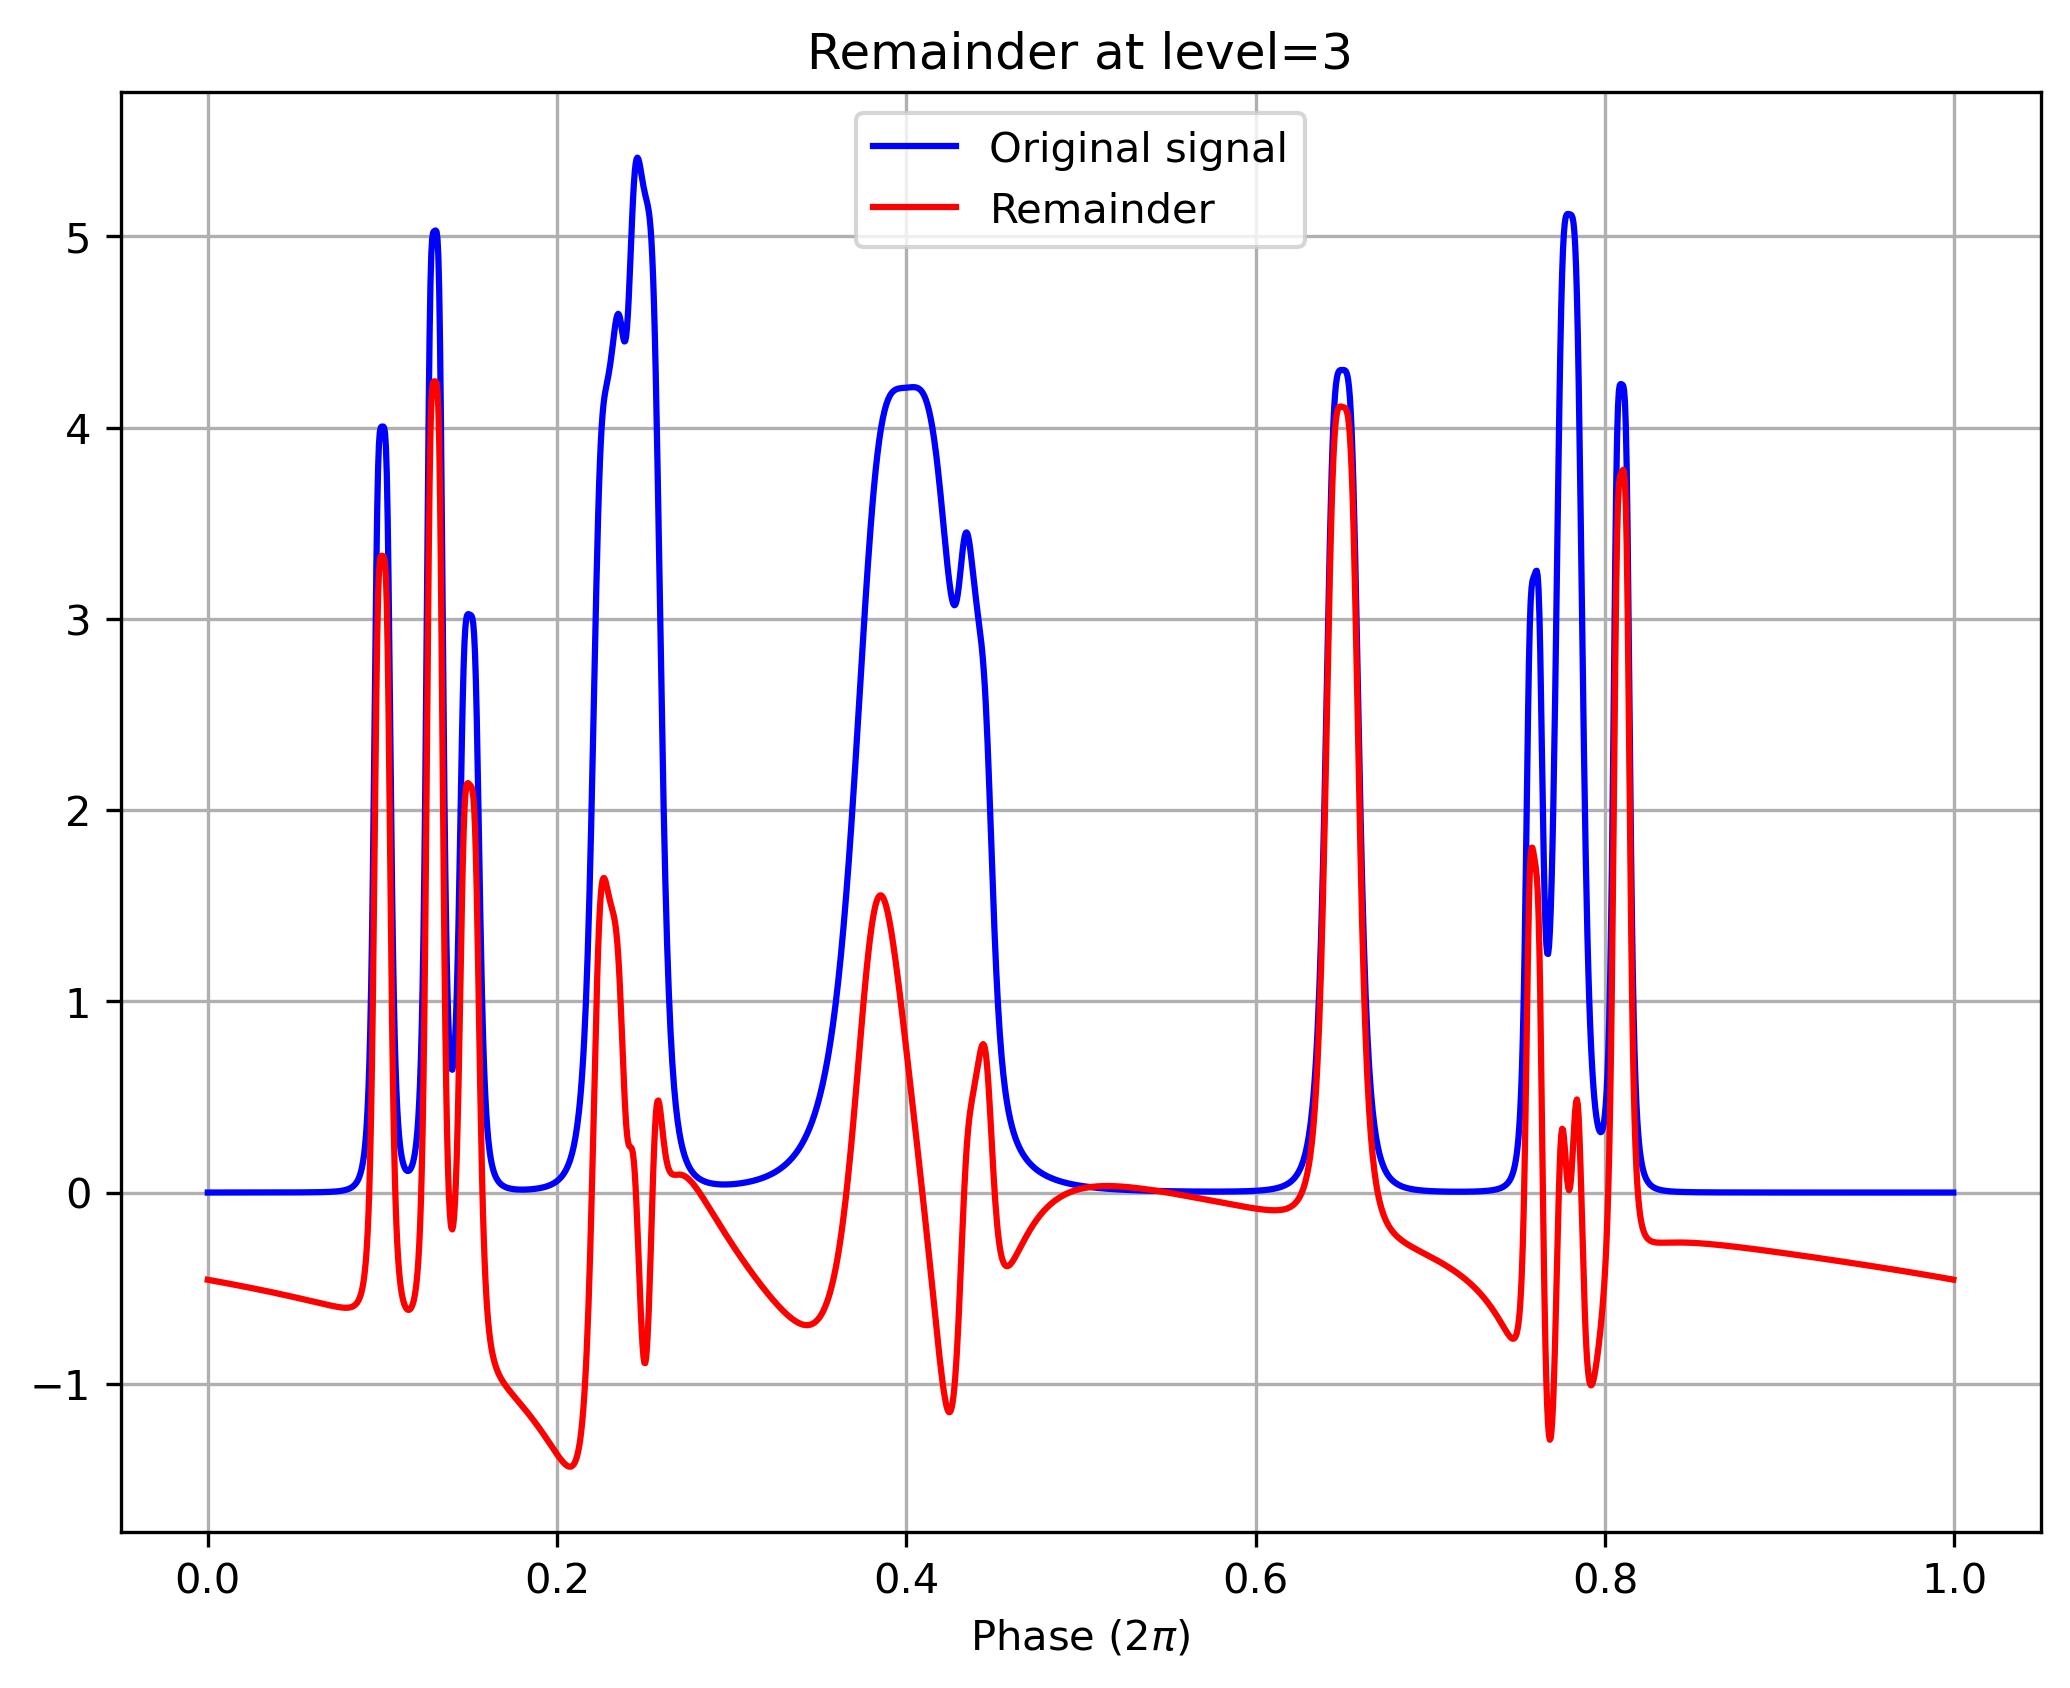 Remainder at level=3
Original signal
Remainder
5
4
3
2
1
0
−1
0.0 0.2 0.4 0.6 0.8 1.0
Phase (2π)